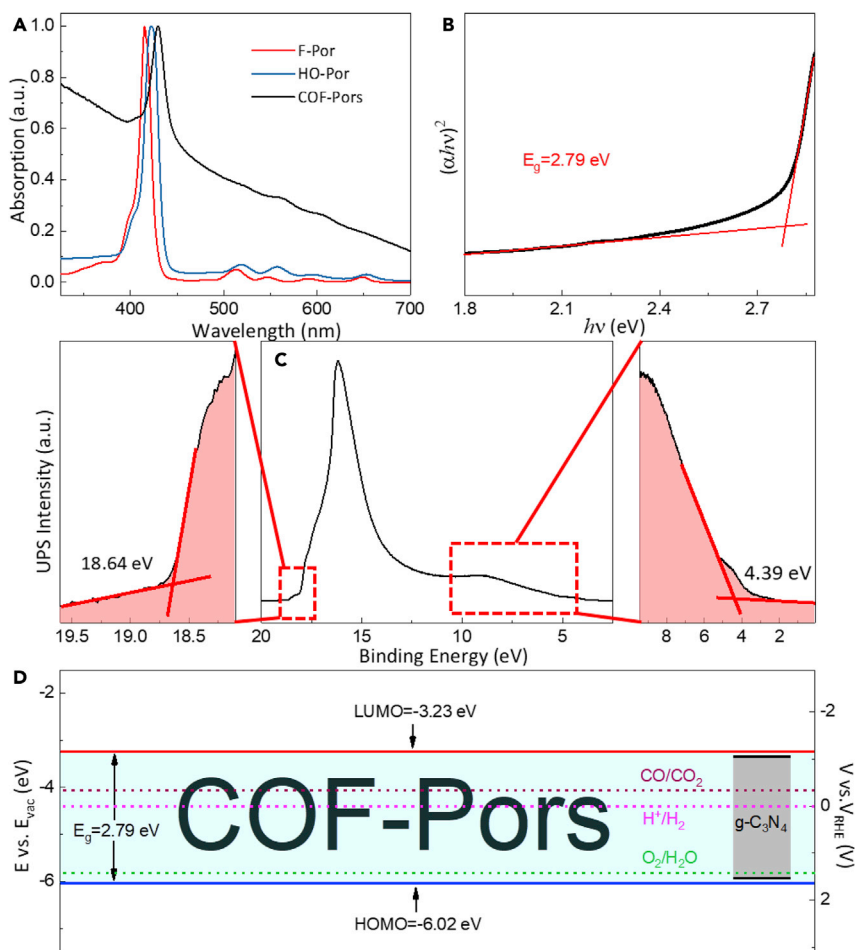 A
Absorption (a.u.)
1.0
0.8
0.6
0.4
0.2
0.0
F-Por
HO-Por
COF-Pors
400
500
600
700
Wavelength (nm)
B
(αhν)²
E_g=2.79 eV
1.8
2.1
2.4
2.7
hν (eV)
C
UPS Intensity (a.u.)
18.64 eV
4.39 eV
19.5
19.0
18.5
20
15
10
5
8
6
4
2
Binding Energy (eV)
D
E vs. E_vac (eV)
-2
-4
-6
LUMO=-3.23 eV
E_g=2.79 eV
COF-Pors
CO/CO₂
H⁺/H₂
O₂/H₂O
g-C₃N₄
HOMO=-6.02 eV
-2
0
2
V vs.V_RHE (V)